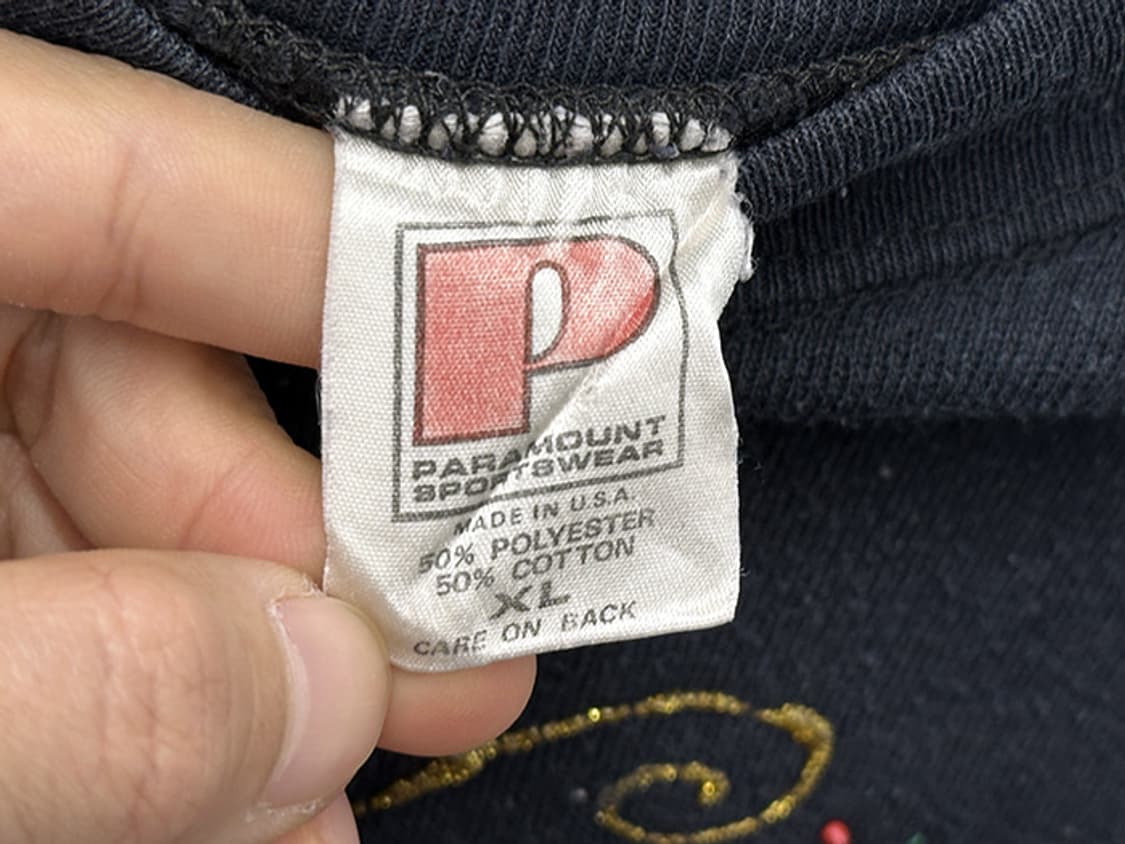 P
PARAMOUNT
SPORTSWEAR
MADE IN U.S.A.
50% POLYESTER
50% COTTON
XL
CARE ON BACK